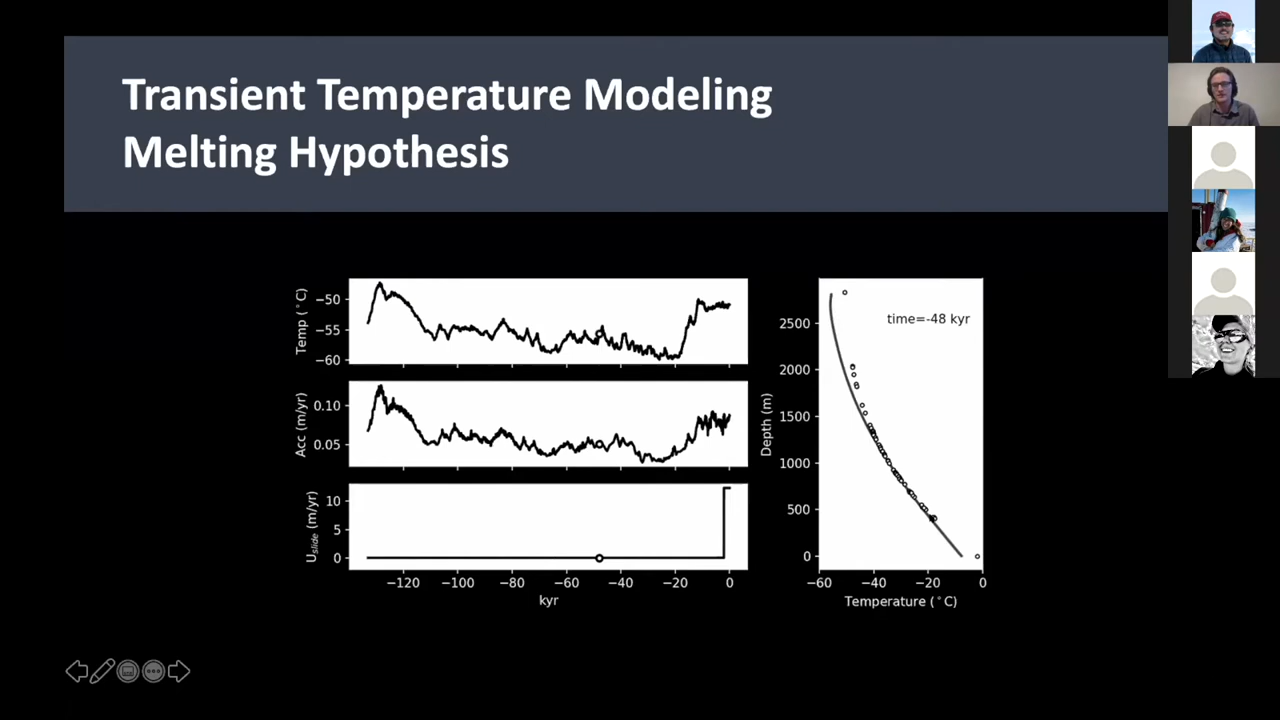 Transient Temperature Modeling
Melting Hypothesis
Temp (°C)
−50
−55
−60
Acc (m/yr)
0.10
0.05
Uslide (m/yr)
10
5
0
−120
−100
−80
−60
−40
−20
0
kyr
time=-48 kyr
Depth (m)
2500
2000
1500
1000
500
0
−60
−40
−20
0
Temperature (°C)